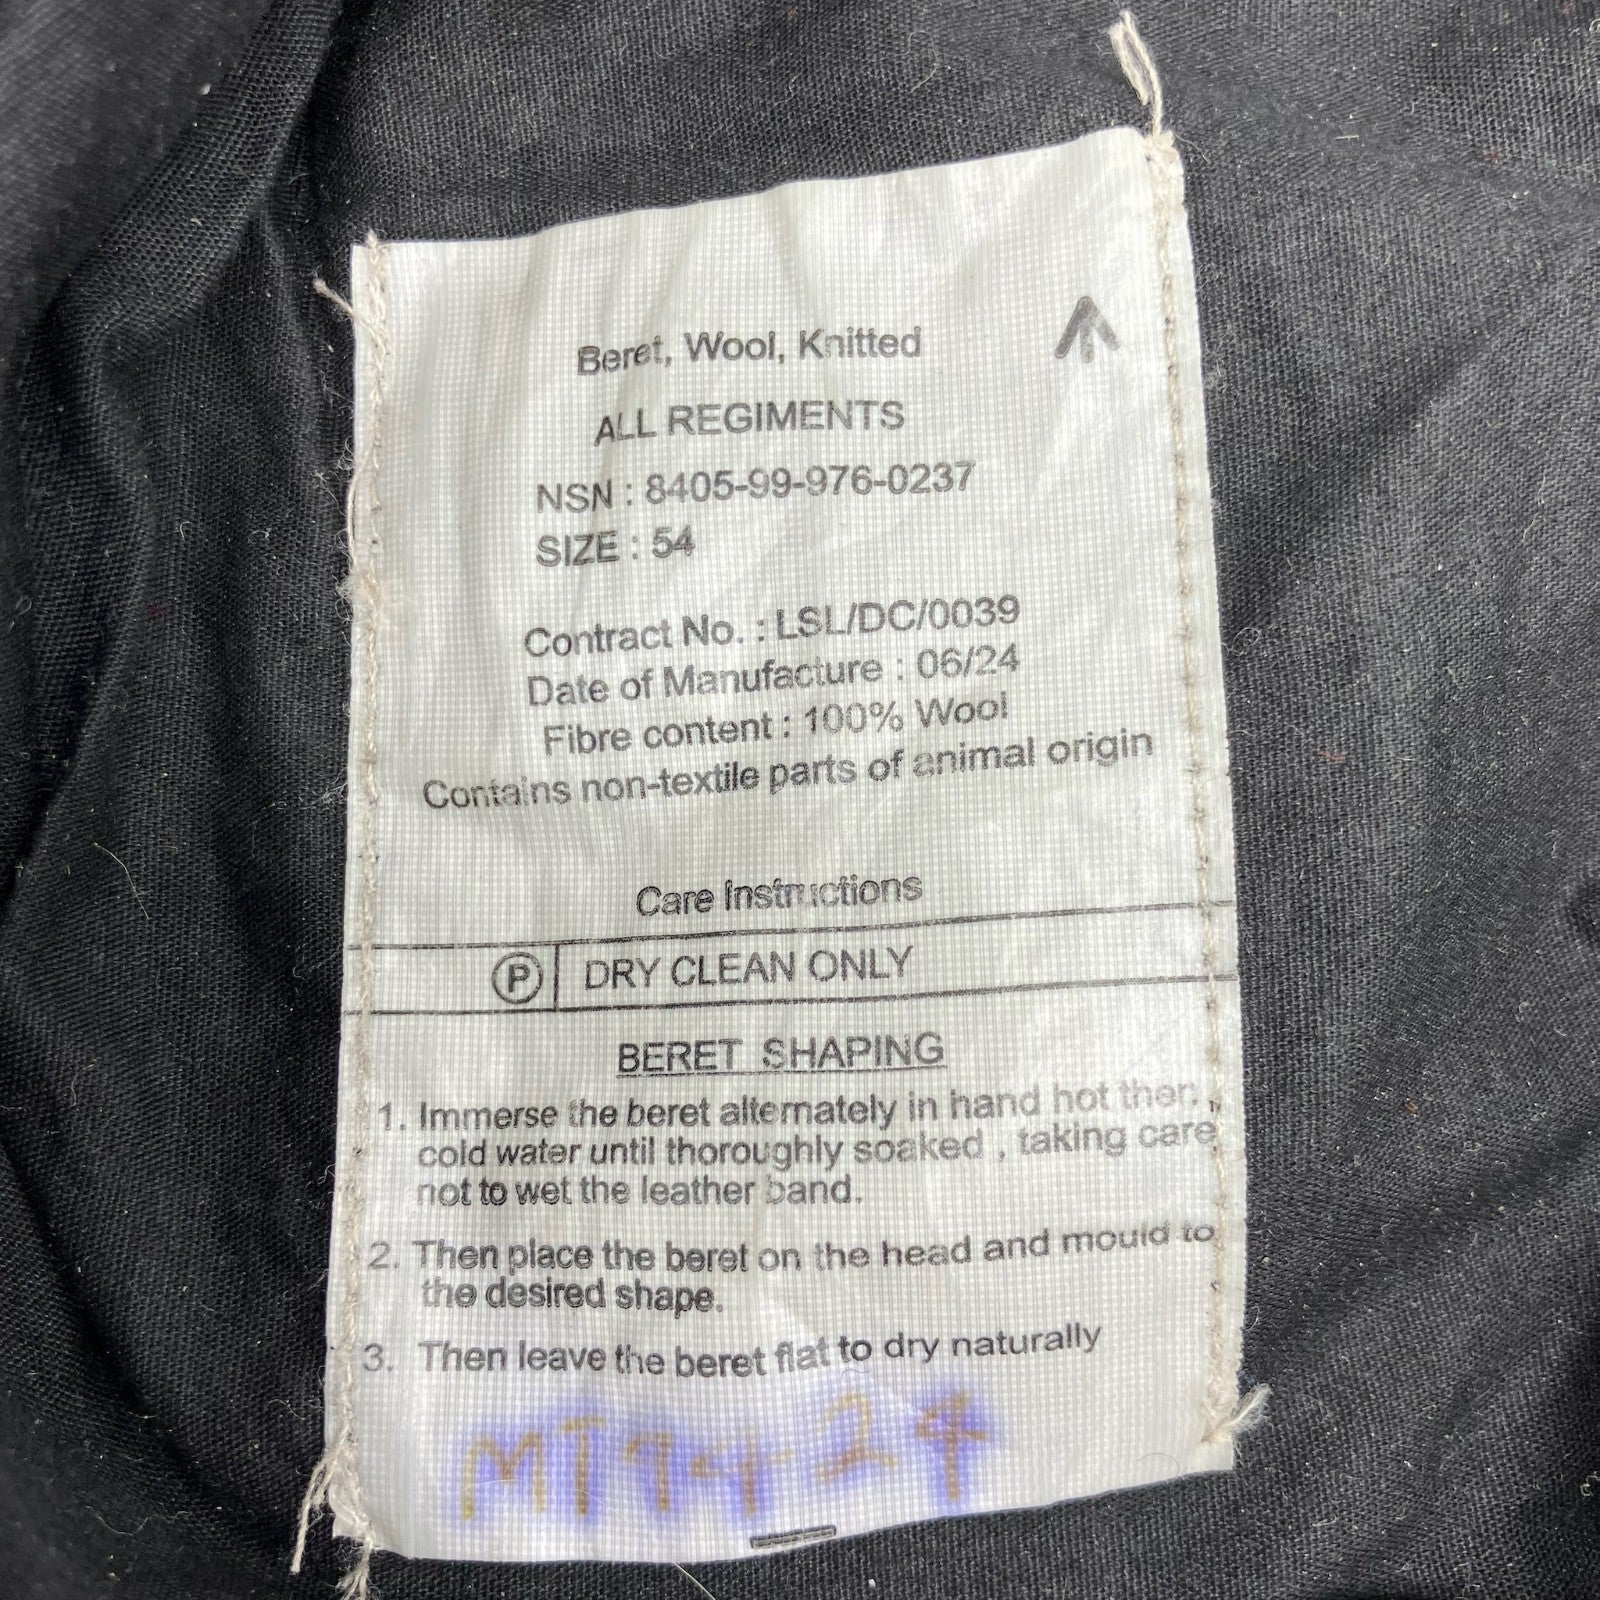 Beret, Wool, Knitted
ALL REGIMENTS
NSN : 8405-99-976-0237
SIZE : 54
Contract No. : LSL/DC/0039
Date of Manufacture : 06/24
Fibre content : 100% Wool
Contains non-textile parts of animal origin
Care Instructions
P DRY CLEAN ONLY
BERET SHAPING
1. Immerse the beret alternately in hand hot then
cold water until thoroughly soaked , taking care
not to wet the leather band.
2. Then place the beret on the head and mould to
the desired shape.
3. Then leave the beret flat to dry naturally